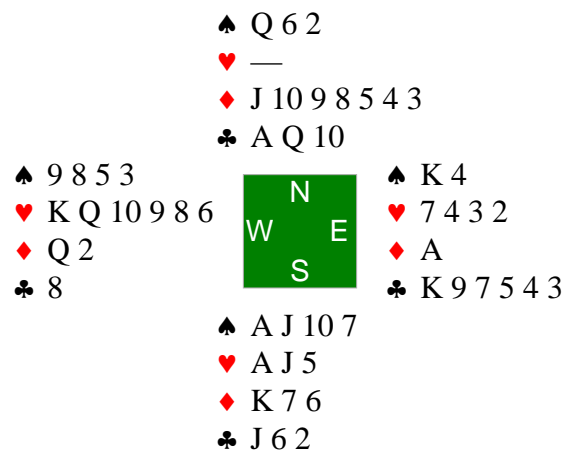 ♠ Q 6 2
♥ —
♦ J 10 9 8 5 4 3
♣ A Q 10
♠ 9 8 5 3
♥ K Q 10 9 8 6
♦ Q 2
♣ 8
N
W E
S
♠ K 4
♥ 7 4 3 2
♦ A
♣ K 9 7 5 4 3
♠ A J 10 7
♥ A J 5
♦ K 7 6
♣ J 6 2